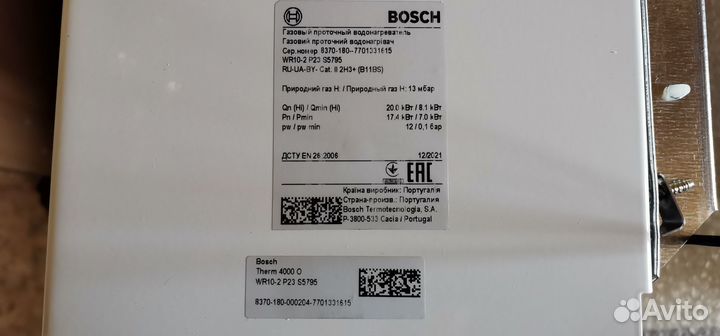 BOSCH
Газовый проточный водонагреватель
Газовий проточний водонагрівач
Сер.номер 8370-180--7701331615
WR10-2 P23 S5795
RU-UA-BY- Cat. II 2H3+ (B11BS)
Природний газ Н: / Природный газ Н: 13 мбар
Qn (Hi) / Qmin (Hi) 20.0 кВт / 8.1 кВт
Pn / Pmin 17.4 кВт / 7.0 кВт
pw / pw min 12 / 0,1 бар
ДСТУ EN 26:2006 12/2021
EAC
Країна виробник: Португалія
Страна-произв.: Португалия
Bosch Termotecnologia, S.A.
P-3800-533 Cacia / Portugal
Bosch
Therm 4000 O
WR10-2 P23 S5795
8370-180-000204-7701331615
Avito